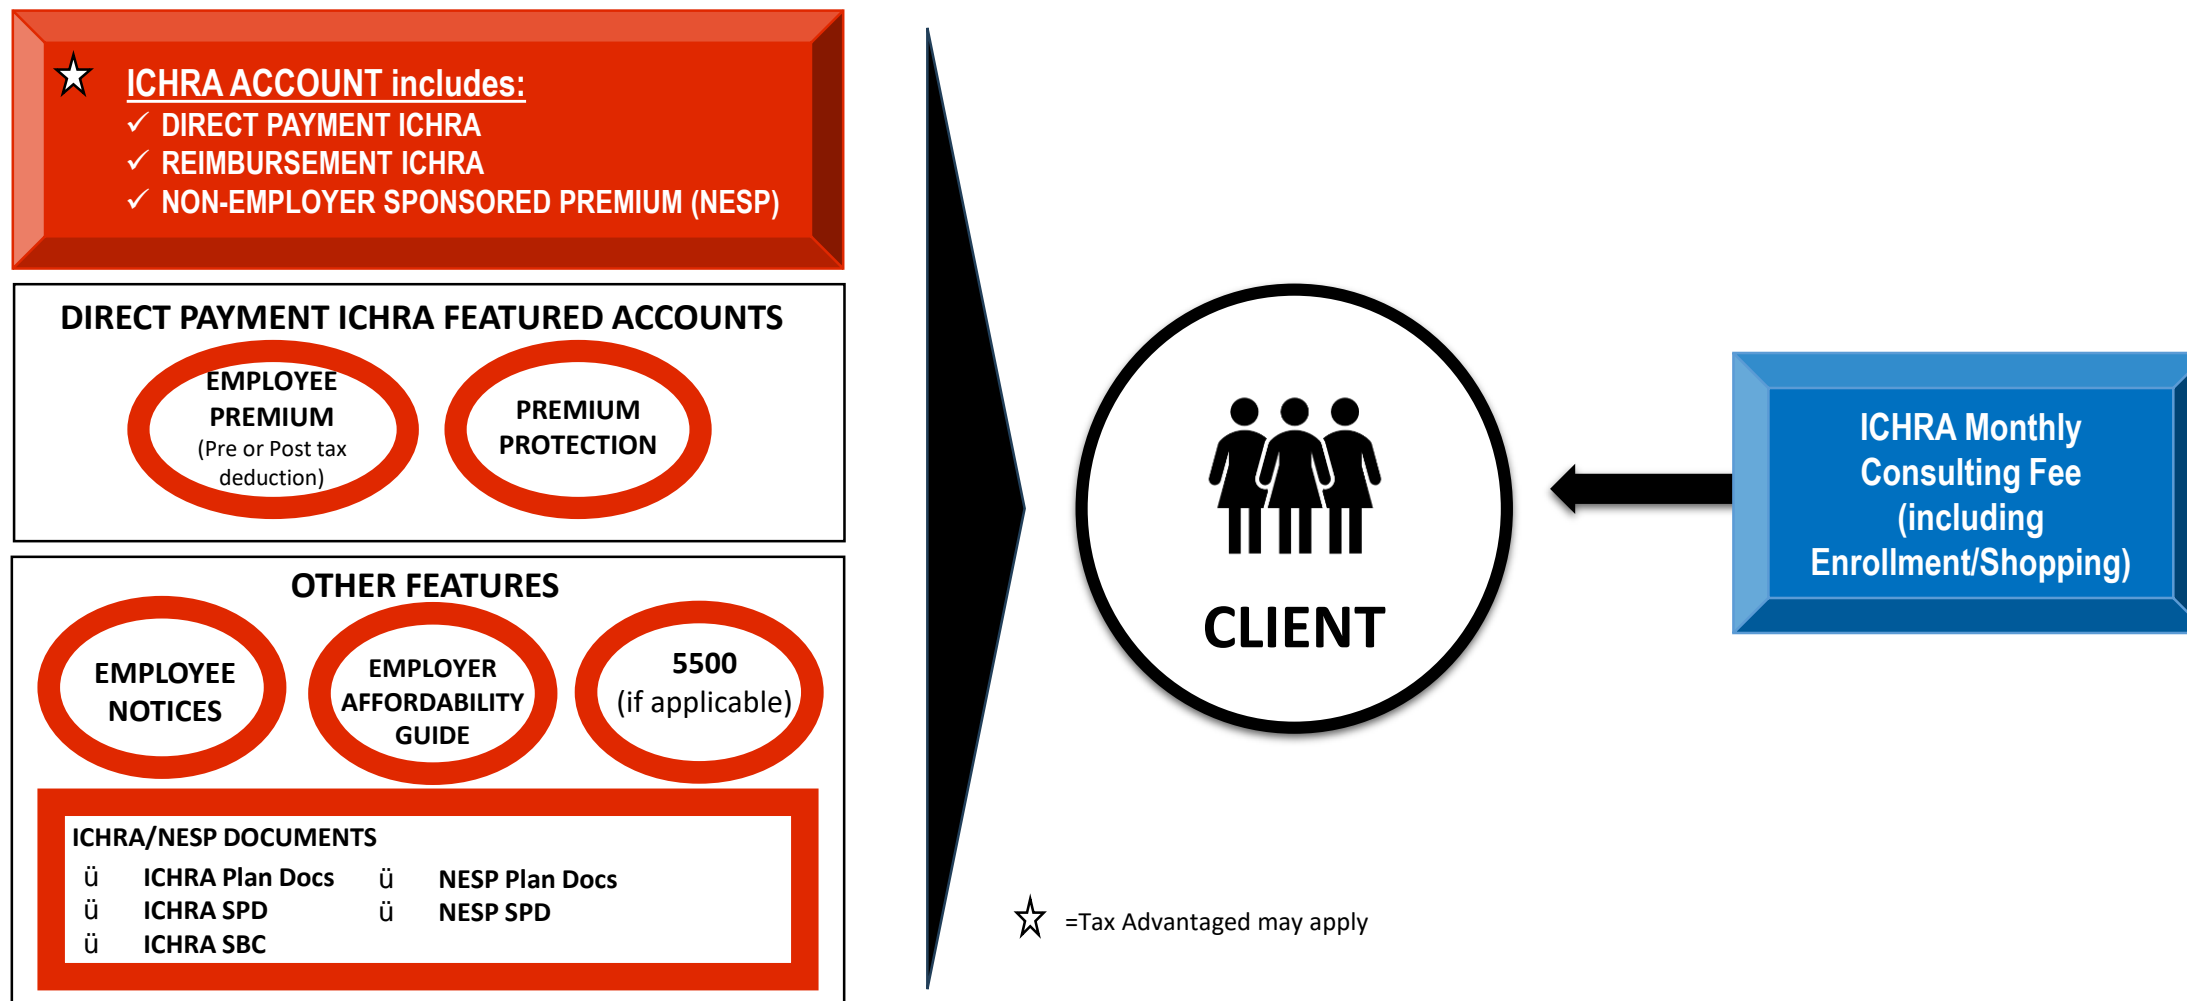 ICHRA ACCOUNT includes:
✓ DIRECT PAYMENT ICHRA
✓ REIMBURSEMENT ICHRA
✓ NON-EMPLOYER SPONSORED PREMIUM (NESP)
DIRECT PAYMENT ICHRA FEATURED ACCOUNTS
EMPLOYEE
PREMIUM
(Pre or Post tax
deduction)
PREMIUM
PROTECTION
OTHER FEATURES
EMPLOYEE
NOTICES
EMPLOYER
AFFORDABILITY
GUIDE
5500
(if applicable)
ICHRA/NESP DOCUMENTS
ü ICHRA Plan Docs
ü ICHRA SPD
ü ICHRA SBC
ü NESP Plan Docs
ü NESP SPD
CLIENT
=Tax Advantaged may apply
ICHRA Monthly
Consulting Fee
(including
Enrollment/Shopping)